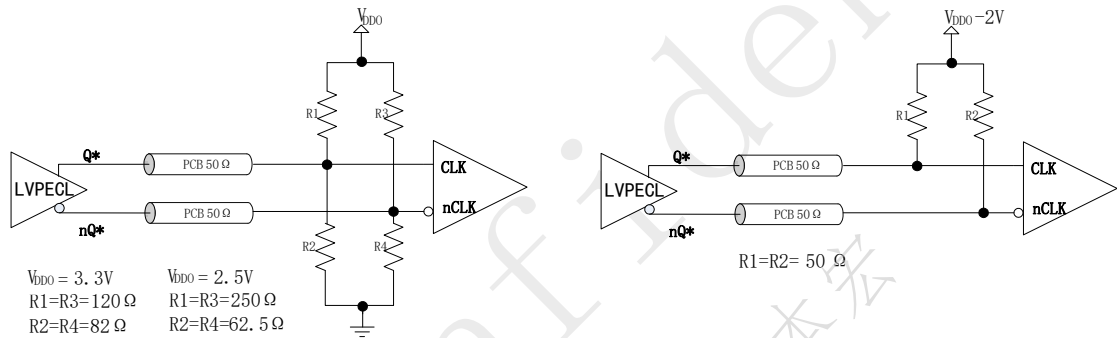 VDDO
R1
R3
Q*
PCB 50 Ω
CLK
LVPECL
PCB 50 Ω
nCLK
nQ*
R2
R4
VDDO = 3.3V
R1=R3=120 Ω
R2=R4=82 Ω
VDDO = 2.5V
R1=R3=250 Ω
R2=R4=62.5 Ω
VDDO-2V
R1
R2
Q*
PCB 50 Ω
CLK
LVPECL
PCB 50 Ω
nCLK
nQ*
R1=R2= 50 Ω